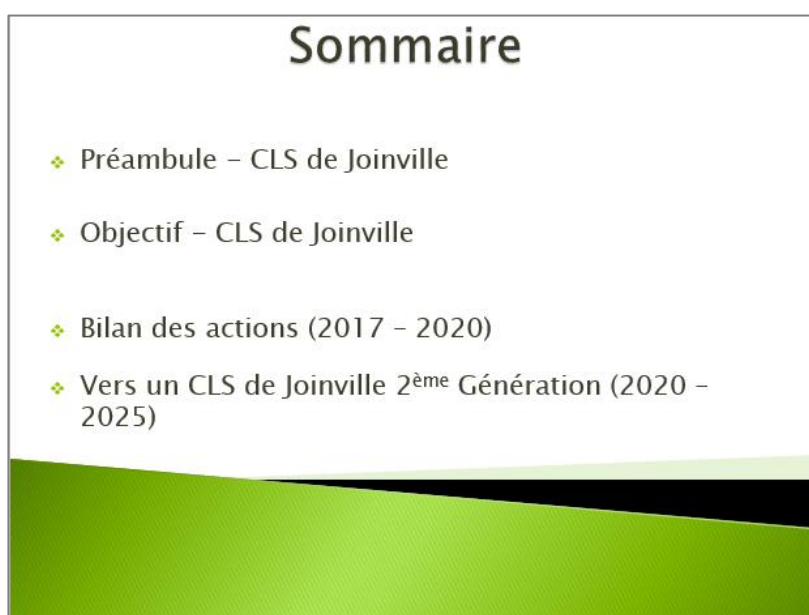 Sommaire
Préambule – CLS de Joinville
Objectif – CLS de Joinville
Bilan des actions (2017 – 2020)
Vers un CLS de Joinville 2ème Génération (2020 –
2025)